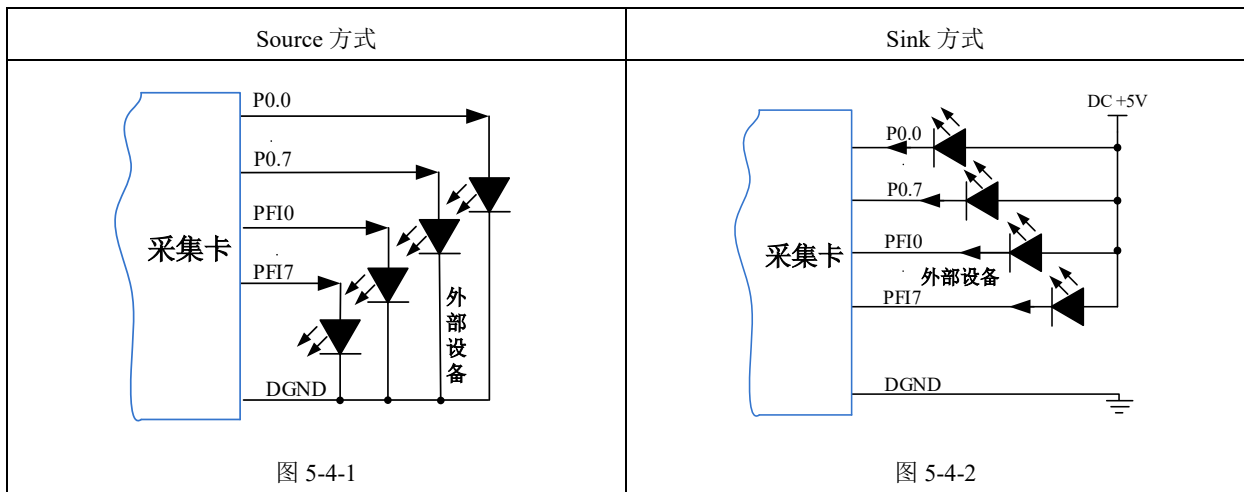 Source 方式
P0.0
P0.7
PFI0
PFI7
采集卡
外部设备
DGND
图 5-4-1
Sink 方式
DC +5V
P0.0
P0.7
PFI0
采集卡
外部设备
PFI7
DGND
图 5-4-2